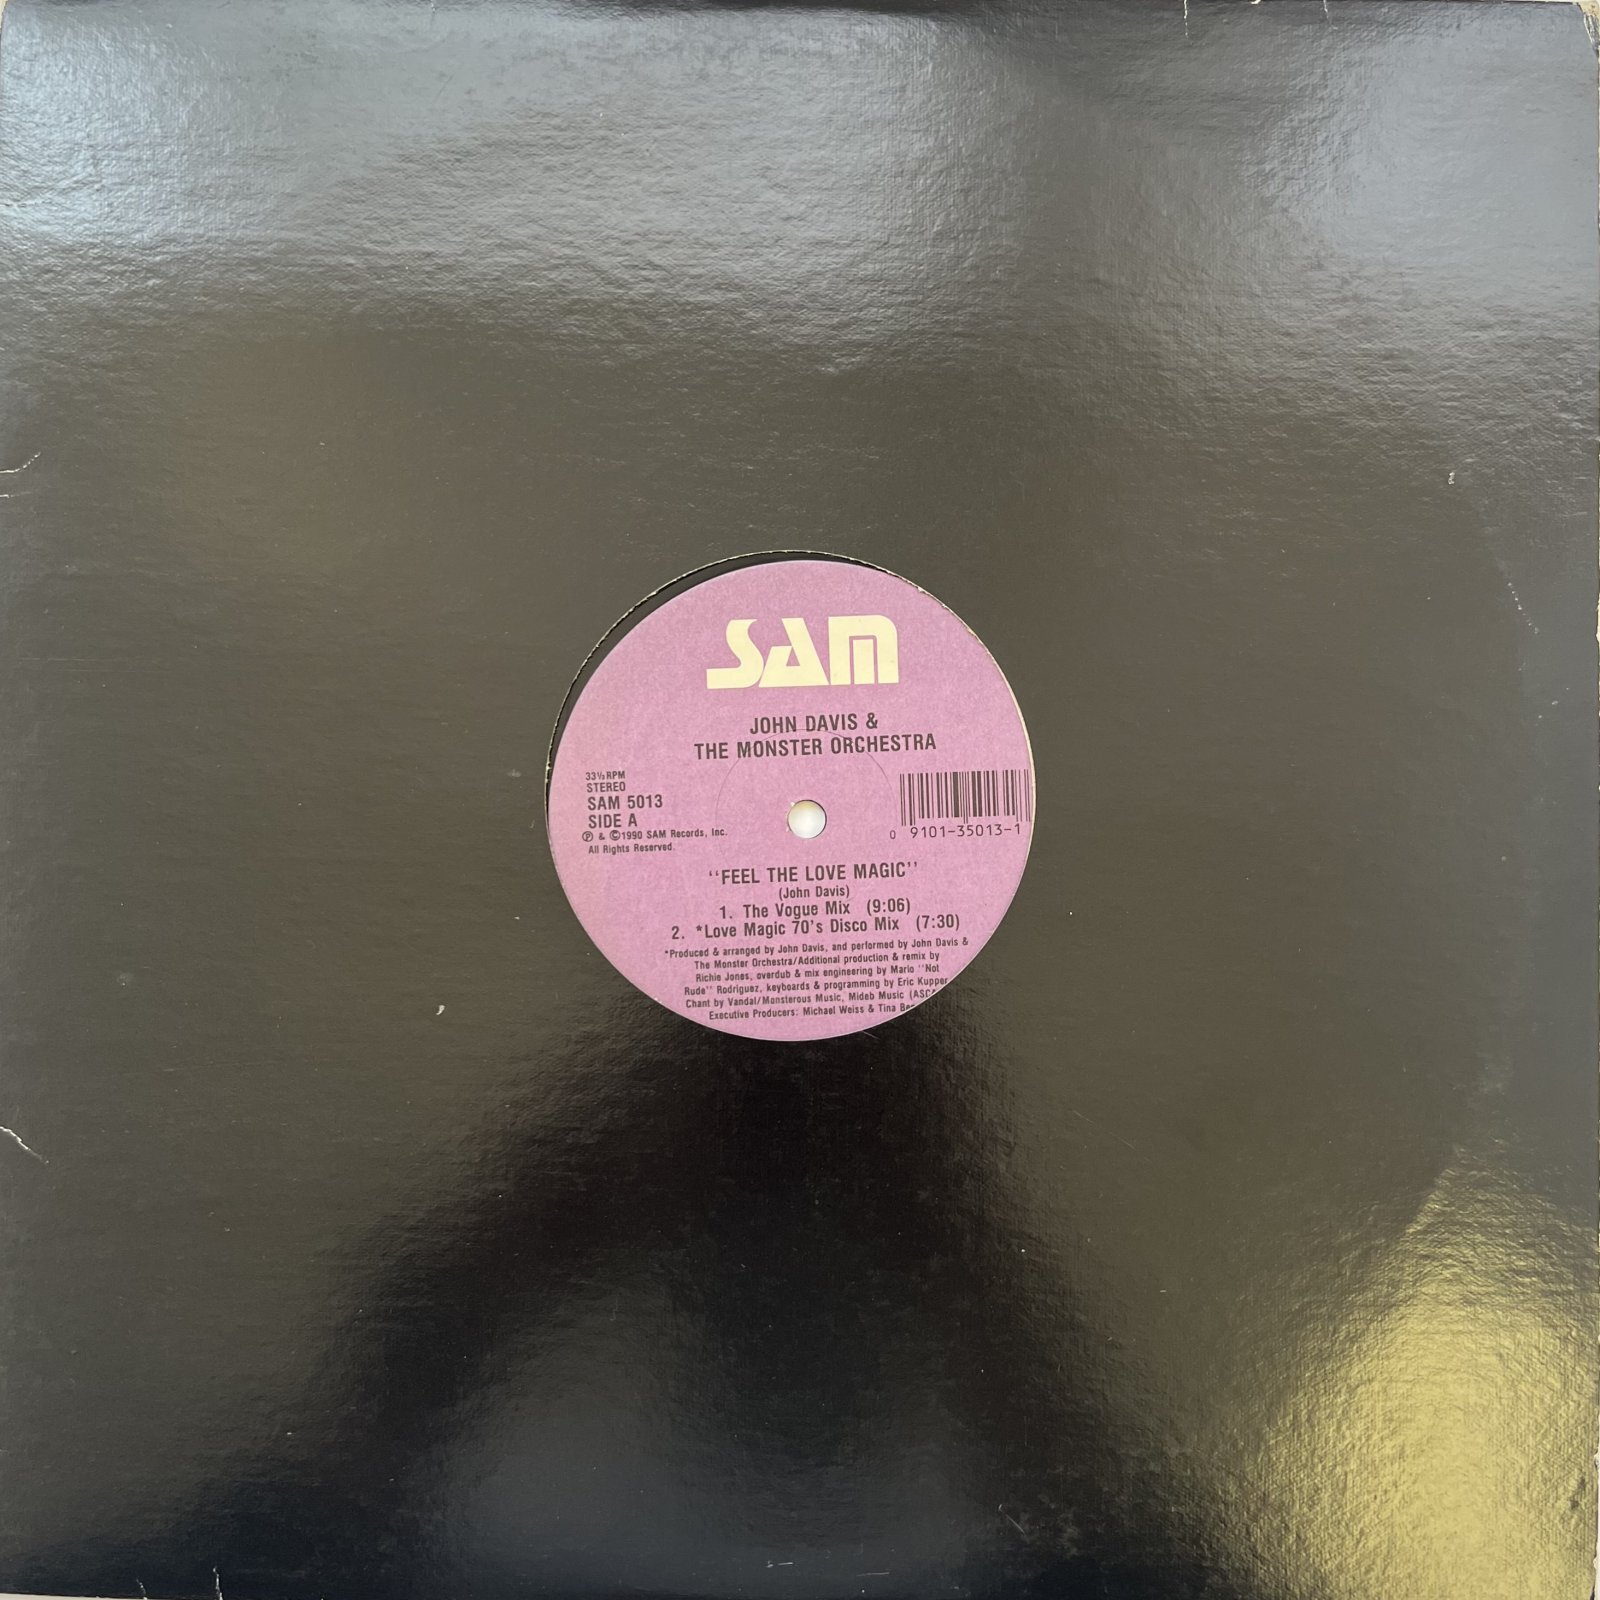 SAM
JOHN DAVIS &
THE MONSTER ORCHESTRA
33⅓ RPM
STEREO
SAM 5013
SIDE A
℗ & ©1990 SAM Records, Inc.
All Rights Reserved.
0 9101-35013-1
"FEEL THE LOVE MAGIC"
(John Davis)
1. The Vogue Mix (9:06)
2. *Love Magic 70's Disco Mix (7:30)
*Produced & arranged by John Davis, and performed by John Davis &
The Monster Orchestra/Additional production & remix by
Richie Jones, overdub & mix engineering by Mario "Not
Rude" Rodriguez, keyboards & programming by Eric Kupper
Chant by Vandal/Monsterous Music, Mideb Music
Executive Producers: Michael Weiss & Tina